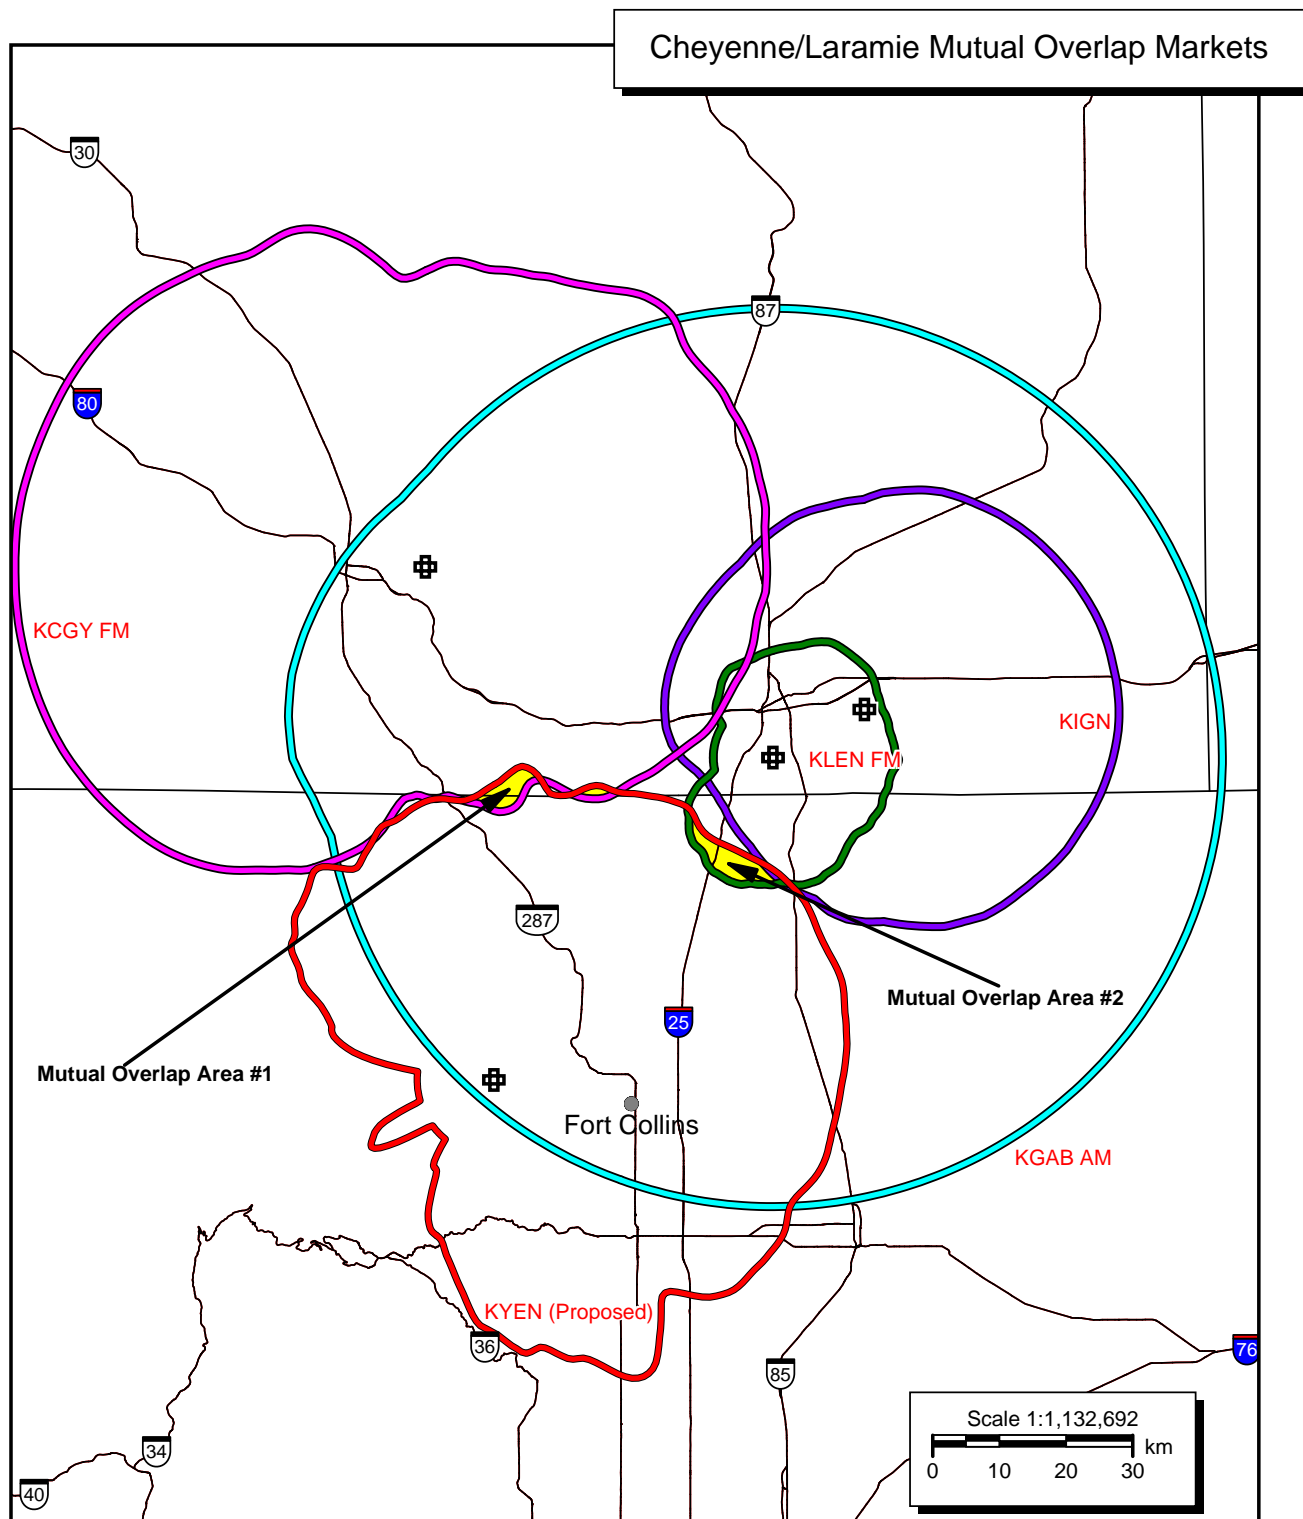 Cheyenne/Laramie Mutual Overlap Markets
30
87
80
KCGY FM
KIGN
KLEN FM
287
Mutual Overlap Area #2
25
Mutual Overlap Area #1
Fort Collins
KGAB AM
KYEN (Proposed)
36
76
85
Scale 1:1,132,692
km
0 10 20 30
34
40